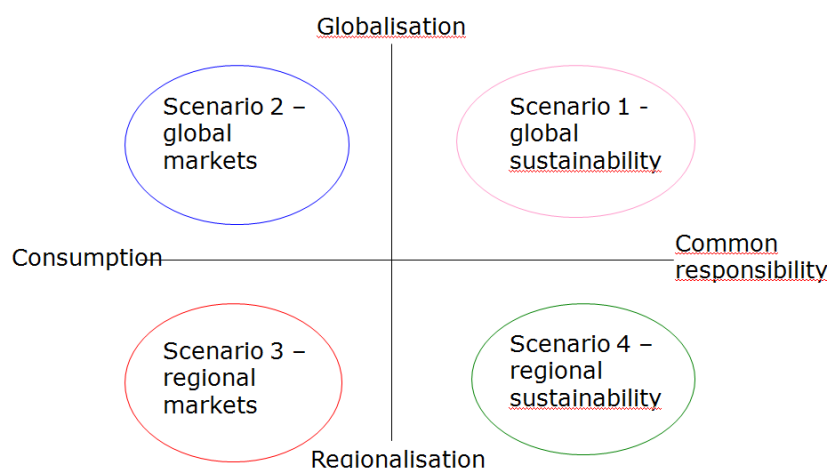 Globalisation
Scenario 2 –
global
markets
Scenario 1 -
global
sustainability
Consumption
Common
responsibility
Scenario 3 –
regional
markets
Scenario 4 –
regional
sustainability
Regionalisation